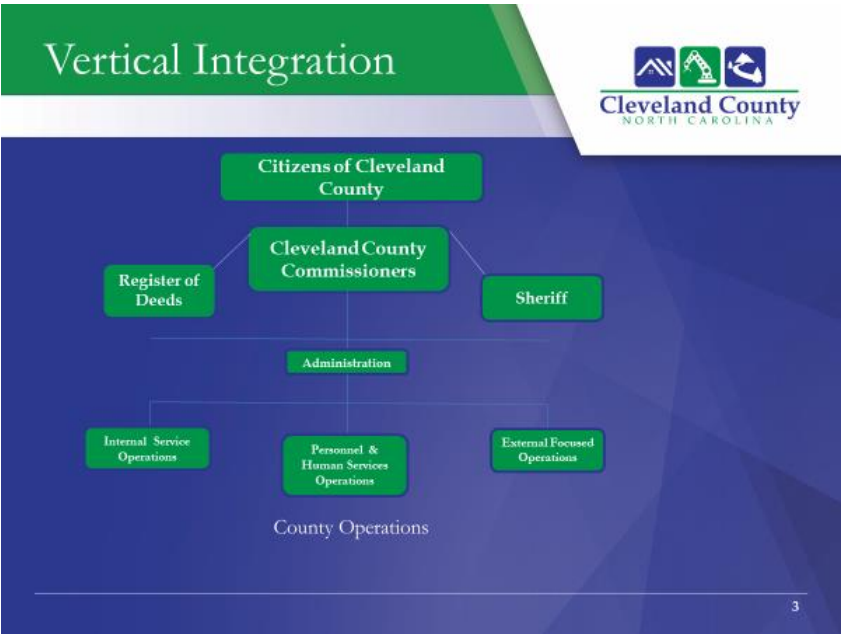 Vertical Integration
Cleveland County
NORTH CAROLINA
Citizens of Cleveland
County
Cleveland County
Commissioners
Register of
Deeds
Sheriff
Administration
Internal Service
Operations
Personnel &
Human Services
Operations
External Focused
Operations
County Operations
3